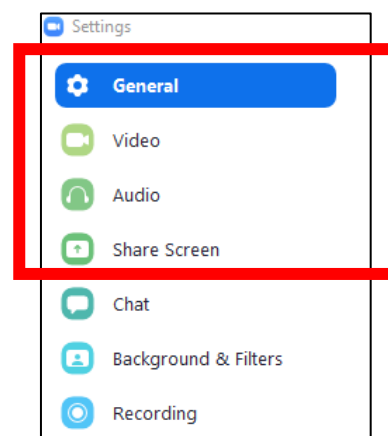 Settings
General
Video
Audio
Share Screen
Chat
Background & Filters
Recording